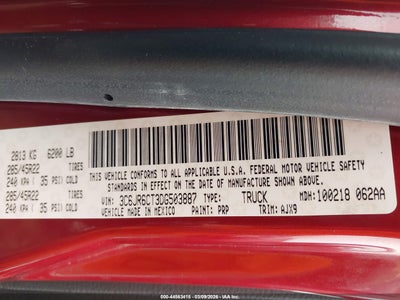 2813 KG 6200 LB
TIRES
285/45R22
240 KPA ( 35 PSI) COLD
TIRES
285/45R22
240 KPA ( 35 PSI) COLD
THIS VEHICLE CONFORMS TO ALL APPLICABLE U.S.A. FEDERAL MOTOR VEHICLE SAFETY
STANDARDS IN EFFECT ON THE DATE OF MANUFACTURE SHOWN ABOVE.
VIN: 3C6JR6CT3DG503887 TYPE: TRUCK MDH: 100218 062AA
VEHICLE MADE IN MEXICO PAINT: PRP TRIM: AJX9
000-44563415 - 03/09/2026 - IAA Inc.